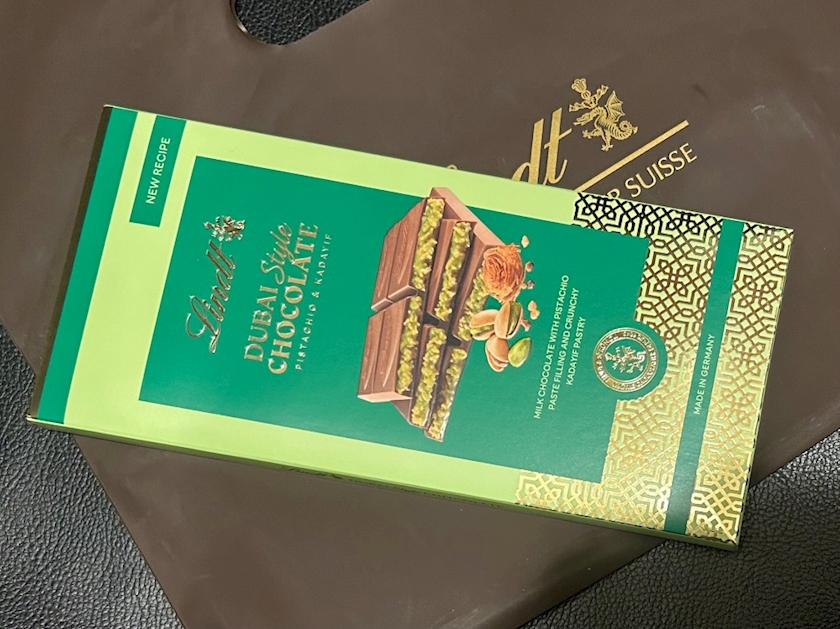 NEW RECIPE
Lindt
DUBAI Style
CHOCOLATE
PISTACHIO & KADAYIF
MILK CHOCOLATE WITH PISTACHIO
PASTE FILLING AND CRUNCHY
KADAYIF PASTRY
MADE IN GERMANY
SUISSE